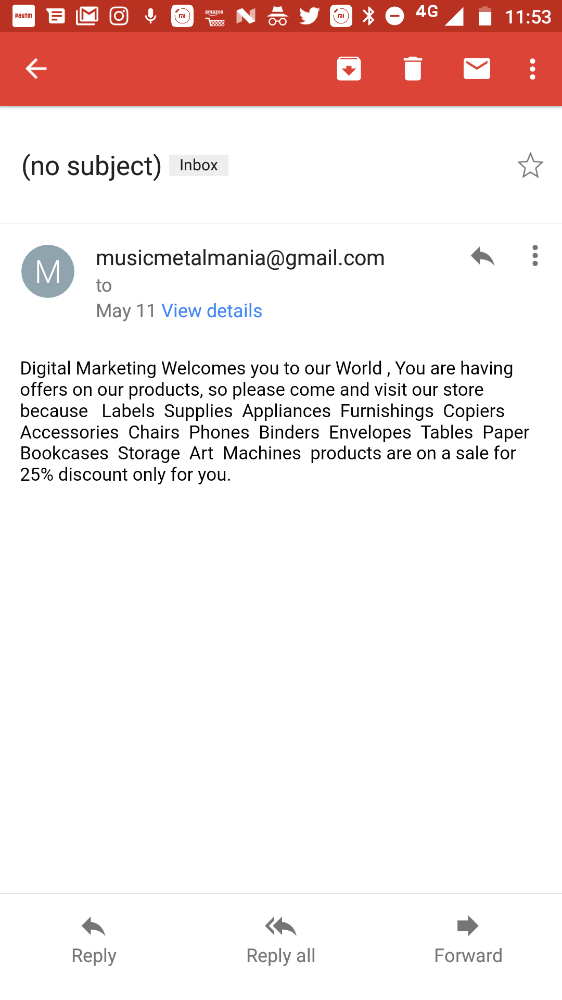 Paytm amazon 4G 11:53
(no subject) Inbox
M
musicmetalmania@gmail.com
to
May 11 View details
Digital Marketing Welcomes you to our World , You are having
offers on our products, so please come and visit our store
because   Labels  Supplies  Appliances  Furnishings  Copiers
Accessories  Chairs  Phones  Binders  Envelopes  Tables  Paper
Bookcases  Storage  Art  Machines  products are on a sale for
25% discount only for you.
Reply Reply all Forward